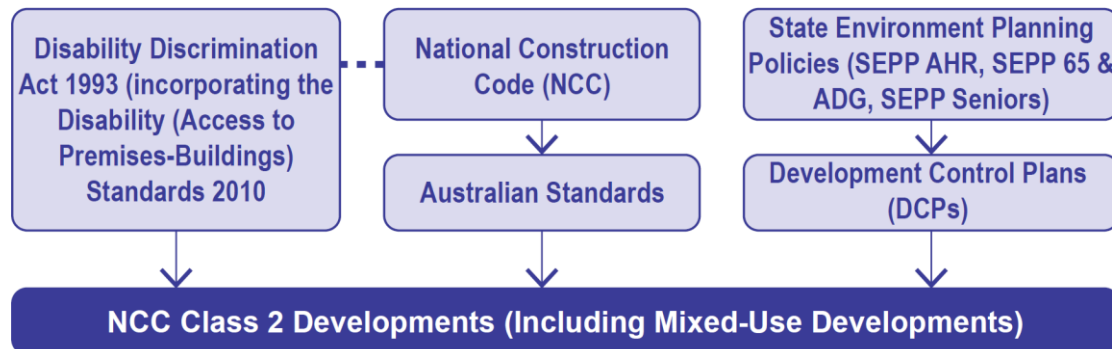 Disability Discrimination
Act 1993 (incorporating the
Disability (Access to
Premises-Buildings)
Standards 2010
National Construction
Code (NCC)
Australian Standards
State Environment Planning
Policies (SEPP AHR, SEPP 65 &
ADG, SEPP Seniors)
Development Control Plans
(DCPs)
NCC Class 2 Developments (Including Mixed-Use Developments)